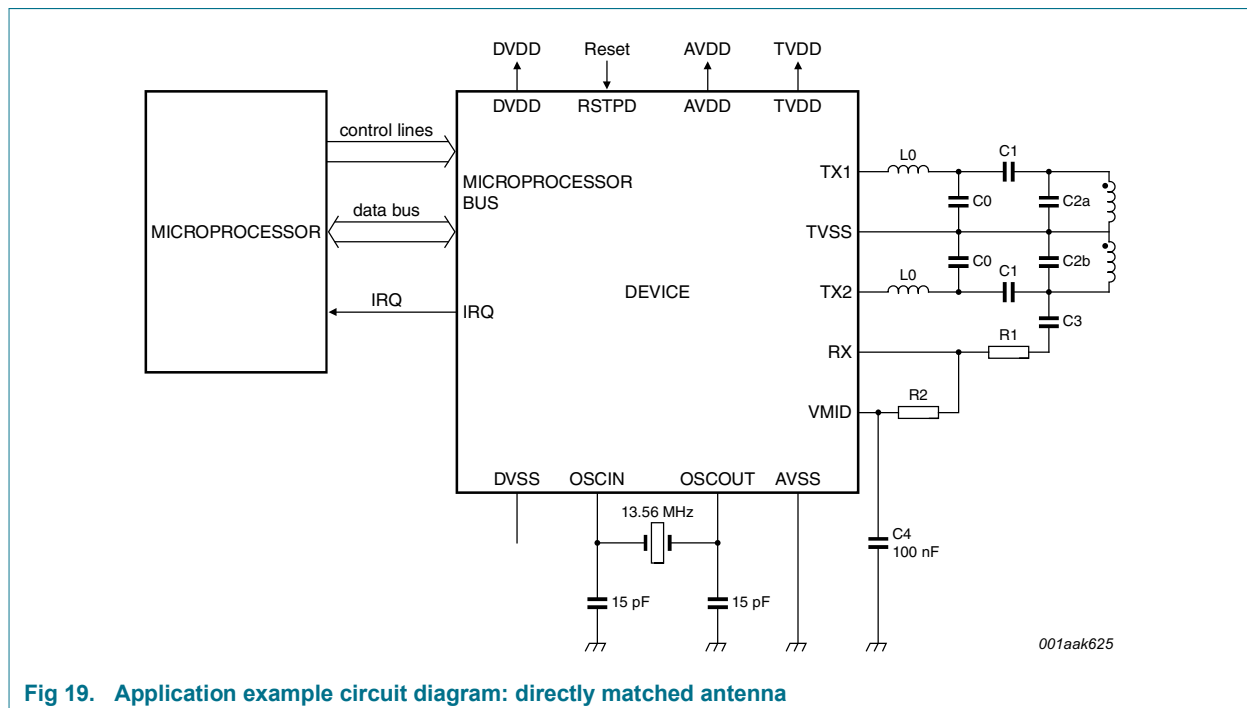 DVDD Reset AVDD TVDD
DVDD RSTPD AVDD TVDD
control lines
L0
C1
TX1
MICROPROCESSOR
BUS
C0
C2a
data bus
MICROPROCESSOR
TVSS
C0
C2b
L0
C1
DEVICE
TX2
IRQ
IRQ
C3
R1
RX
R2
VMID
DVSS OSCIN OSCOUT AVSS
13.56 MHz
C4
100 nF
15 pF 15 pF
001aak625
Fig 19. Application example circuit diagram: directly matched antenna